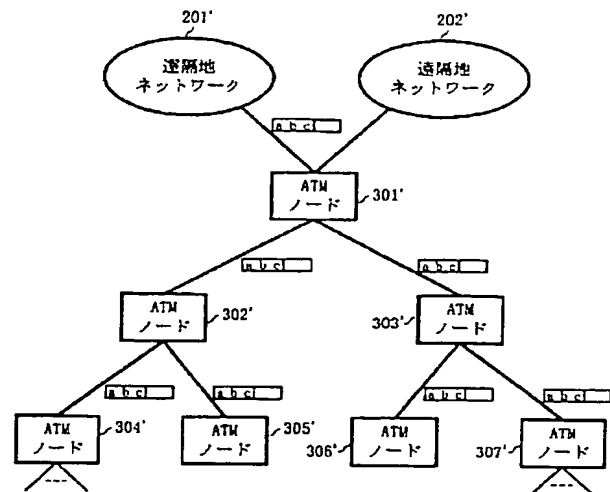 201'
202'
遠隔地
ネットワーク
遠隔地
ネットワーク
a b c
ATM
ノード
301'
a b c
a b c
ATM
ノード
302'
ATM
ノード
303'
a b c
a b c
a b c
a b c
ATM
ノード
304'
ATM
ノード
305'
ATM
ノード
306'
ATM
ノード
307'